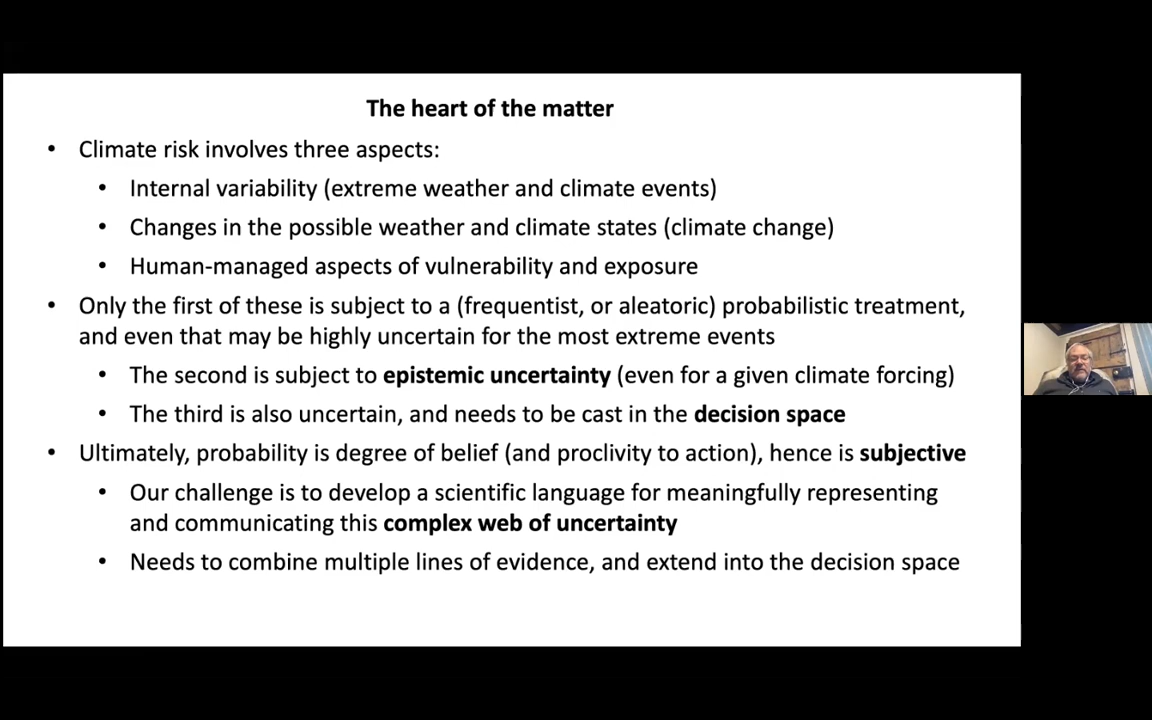 The heart of the matter
• Climate risk involves three aspects:
• Internal variability (extreme weather and climate events)
• Changes in the possible weather and climate states (climate change)
• Human-managed aspects of vulnerability and exposure
• Only the first of these is subject to a (frequentist, or aleatoric) probabilistic treatment,
and even that may be highly uncertain for the most extreme events
• The second is subject to epistemic uncertainty (even for a given climate forcing)
• The third is also uncertain, and needs to be cast in the decision space
• Ultimately, probability is degree of belief (and proclivity to action), hence is subjective
• Our challenge is to develop a scientific language for meaningfully representing
and communicating this complex web of uncertainty
• Needs to combine multiple lines of evidence, and extend into the decision space